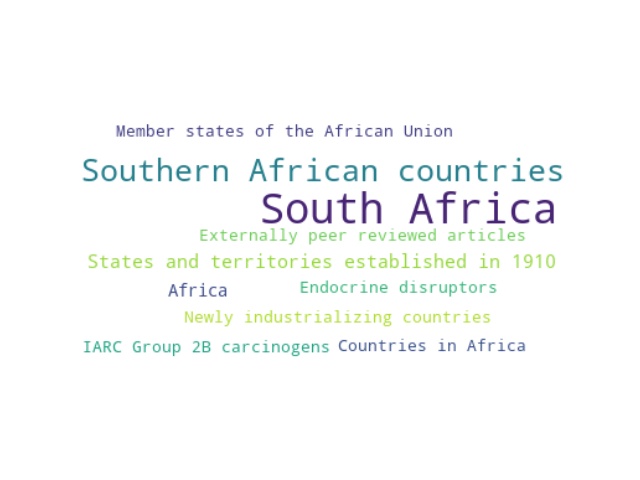 Member states of the African Union
Southern African countries
South Africa
Externally peer reviewed articles
States and territories established in 1910
Africa
Endocrine disruptors
Newly industrializing countries
IARC Group 2B carcinogens
Countries in Africa